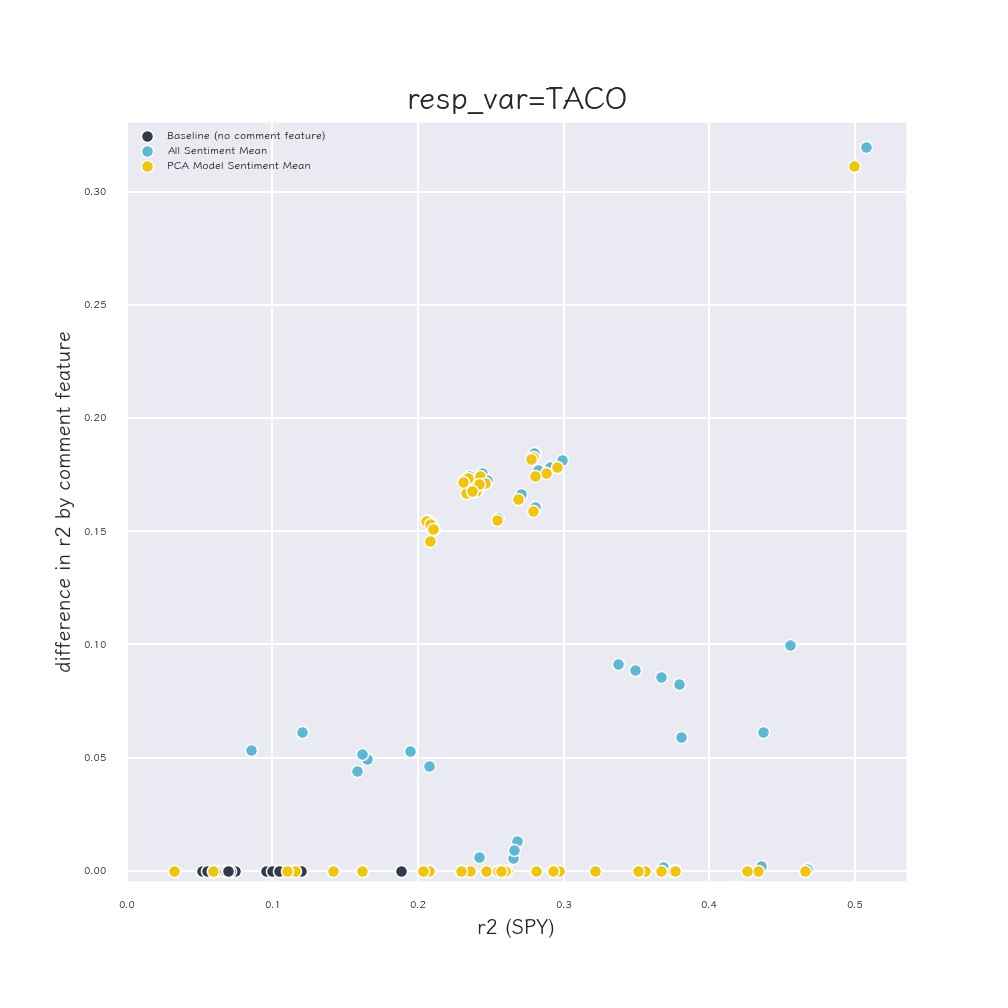 resp_var=TACO
Baseline (no comment feature)
All Sentiment Mean
PCA Model Sentiment Mean
difference in r2 by comment feature
0.30
0.25
0.20
0.15
0.10
0.05
0.00
0.0 0.1 0.2 0.3 0.4 0.5
r2 (SPY)